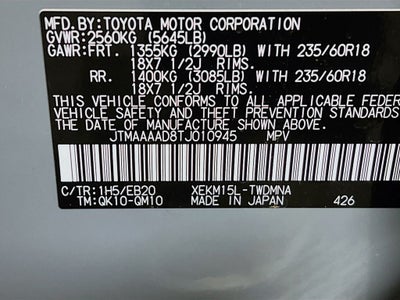 MFD.BY:TOYOTA MOTOR CORPORATION
GVWR:2560KG (5645LB)
GAWR:FRT. 1355KG (2990LB) WITH 235/60R18
18X7 1/2J RIMS.
RR. 1400KG (3085LB) WITH 235/60R18
18X7 1/2J RIMS.
THIS VEHICLE CONFORMS TO ALL APPLICABLE FEDER
VEHICLE SAFETY AND THEFT PREVENTION STANDARDS
EFFECT ON THE DATE OF MANUFACTURE SHOWN
JTMAAAAD8TJ010945 MPV
C/TR:1H5/EB20 XEKM15L-TWDMNA
TM:QK10-QM10 MADE IN JAPAN 426